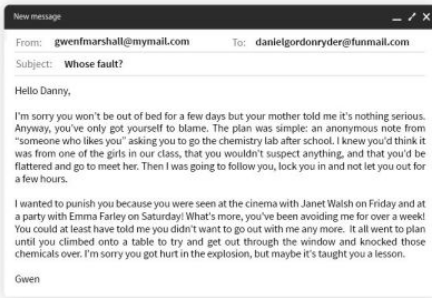 New message
From: gwenfmarshall@mymail.com To: danielgordonryder@funmail.com
Subject: Whose fault?
Hello Danny,
I'm sorry you won't be out of bed for a few days but your mother told me it's nothing serious.
Anyway, you've only got yourself to blame. The plan was simple: an anonymous note from
"someone who likes you" asking you to go the chemistry lab after school. I knew you'd think it
was from one of the girls in our class, that you wouldn't suspect anything, and that you'd be
flattered and go to meet her. Then I was going to follow you, lock you in and not let you out for
a few hours.
I wanted to punish you because you were seen at the cinema with Janet Walsh on Friday and at
a party with Emma Farley on Saturday! What's more, you've been avoiding me for over a week!
You could at least have told me you didn't want to go out with me any more. It all went to plan
until you climbed onto a table to try and get out through the window and knocked those
chemicals over. I'm sorry you got hurt in the explosion, but maybe it's taught you a lesson.
Gwen